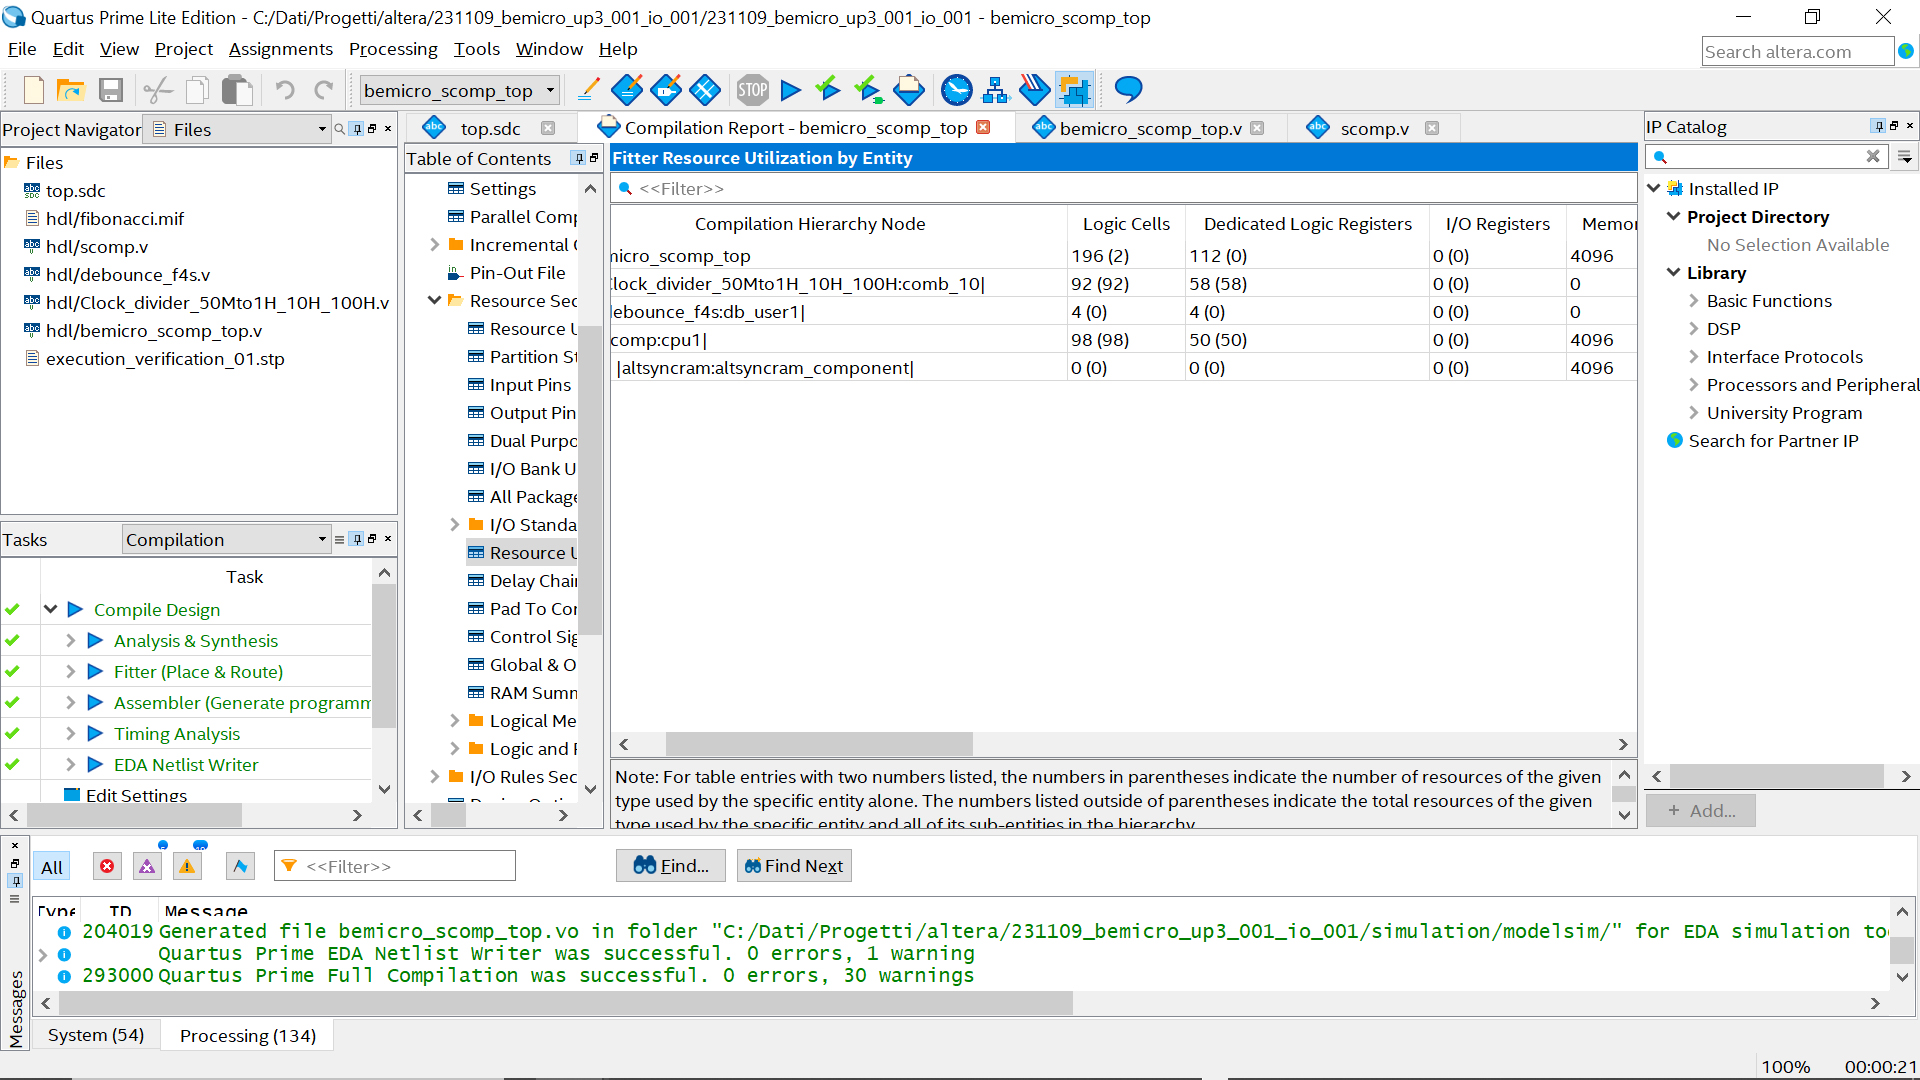 Quartus Prime Lite Edition - C:/Dati/Progetti/altera/231109_bemicro_up3_001_io_001/231109_bemicro_up3_001_io_001 - bemicro_scomp_top
File Edit View Project Assignments Processing Tools Window Help
Search altera.com
bemicro_scomp_top
STOP
Project Navigator Files
Files
top.sdc
hdl/fibonacci.mif
hdl/scomp.v
hdl/debounce_f4s.v
hdl/Clock_divider_50Mto1H_10H_100H.v
hdl/bemicro_scomp_top.v
execution_verification_01.stp
Tasks Compilation
Task
Compile Design
Analysis & Synthesis
Fitter (Place & Route)
Assembler (Generate programm
Timing Analysis
EDA Netlist Writer
Edit Settings
top.sdc
Compilation Report - bemicro_scomp_top
bemicro_scomp_top.v
scomp.v
Table of Contents
Settings
Parallel Comp
Incremental
Pin-Out File
Resource Sec
Resource U
Partition St
Input Pins
Output Pin
Dual Purpo
I/O Bank U
All Package
I/O Standa
Resource U
Delay Chai
Pad To Cor
Control Sig
Global & O
RAM Summ
Logical Me
Logic and
I/O Rules Sec
Fitter Resource Utilization by Entity
<<Filter>>
Compilation Hierarchy Node Logic Cells Dedicated Logic Registers I/O Registers Memor
micro_scomp_top 196 (2) 112 (0) 0 (0) 4096
lock_divider_50Mto1H_10H_100H:comb_10| 92 (92) 58 (58) 0 (0) 0
ebounce_f4s:db_user1| 4 (0) 4 (0) 0 (0) 0
comp:cpu1| 98 (98) 50 (50) 0 (0) 4096
|altsyncram:altsyncram_component| 0 (0) 0 (0) 0 (0) 4096
Note: For table entries with two numbers listed, the numbers in parentheses indicate the number of resources of the given
type used by the specific entity alone. The numbers listed outside of parentheses indicate the total resources of the given
type used by the specific entity and all of its sub-entities in the hierarchy.
IP Catalog
Installed IP
Project Directory
No Selection Available
Library
Basic Functions
DSP
Interface Protocols
Processors and Peripheral
University Program
Search for Partner IP
+ Add...
All <<Filter>> Find... Find Next
Type ID Message
204019 Generated file bemicro_scomp_top.vo in folder "C:/Dati/Progetti/altera/231109_bemicro_up3_001_io_001/simulation/modelsim/" for EDA simulation too
Quartus Prime EDA Netlist Writer was successful. 0 errors, 1 warning
293000 Quartus Prime Full Compilation was successful. 0 errors, 30 warnings
Messages
System (54) Processing (134)
100% 00:00:21